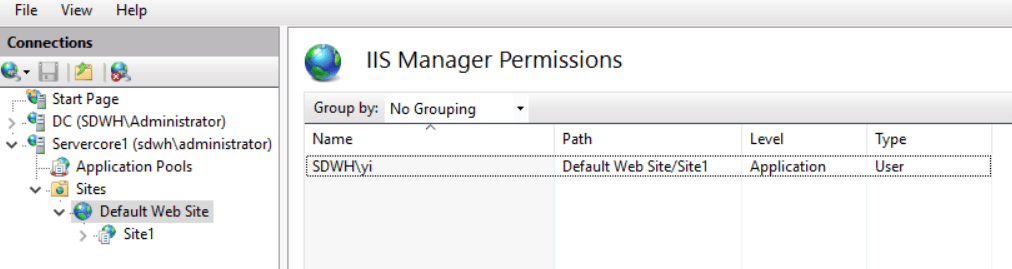 File View Help
Connections
Start Page
DC (SDWH\Administrator)
Servercore1 (sdwh\administrator)
Application Pools
Sites
Default Web Site
Site1
IIS Manager Permissions
Group by: No Grouping
Name Path Level Type
SDWH\yi Default Web Site/Site1 Application User